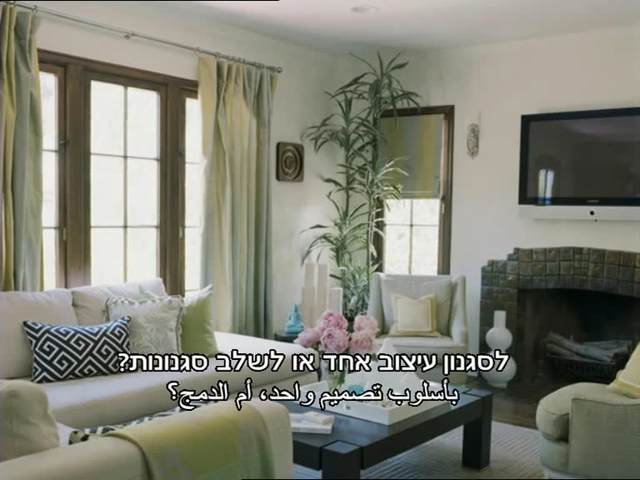 לסגנון עיצוב אחד או לשלב סגנונות?
بأسلوب تصميم واحد، أم الدمج؟